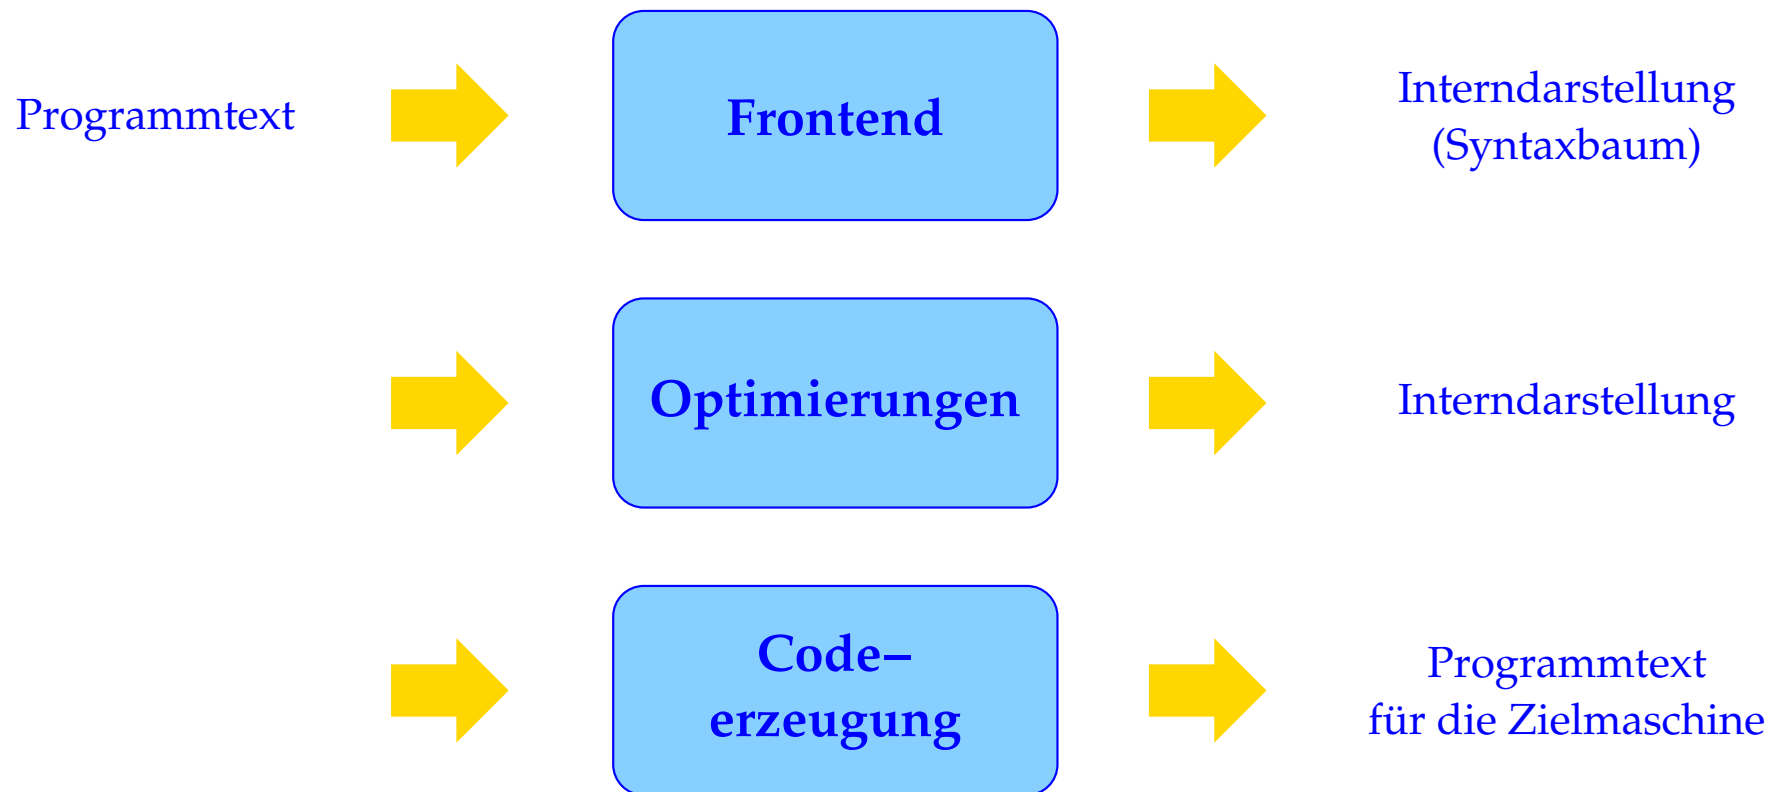 Programmtext
Frontend
Interndarstellung
(Syntaxbaum)
Optimierungen
Interndarstellung
Code–
erzeugung
Programmtext
für die Zielmaschine